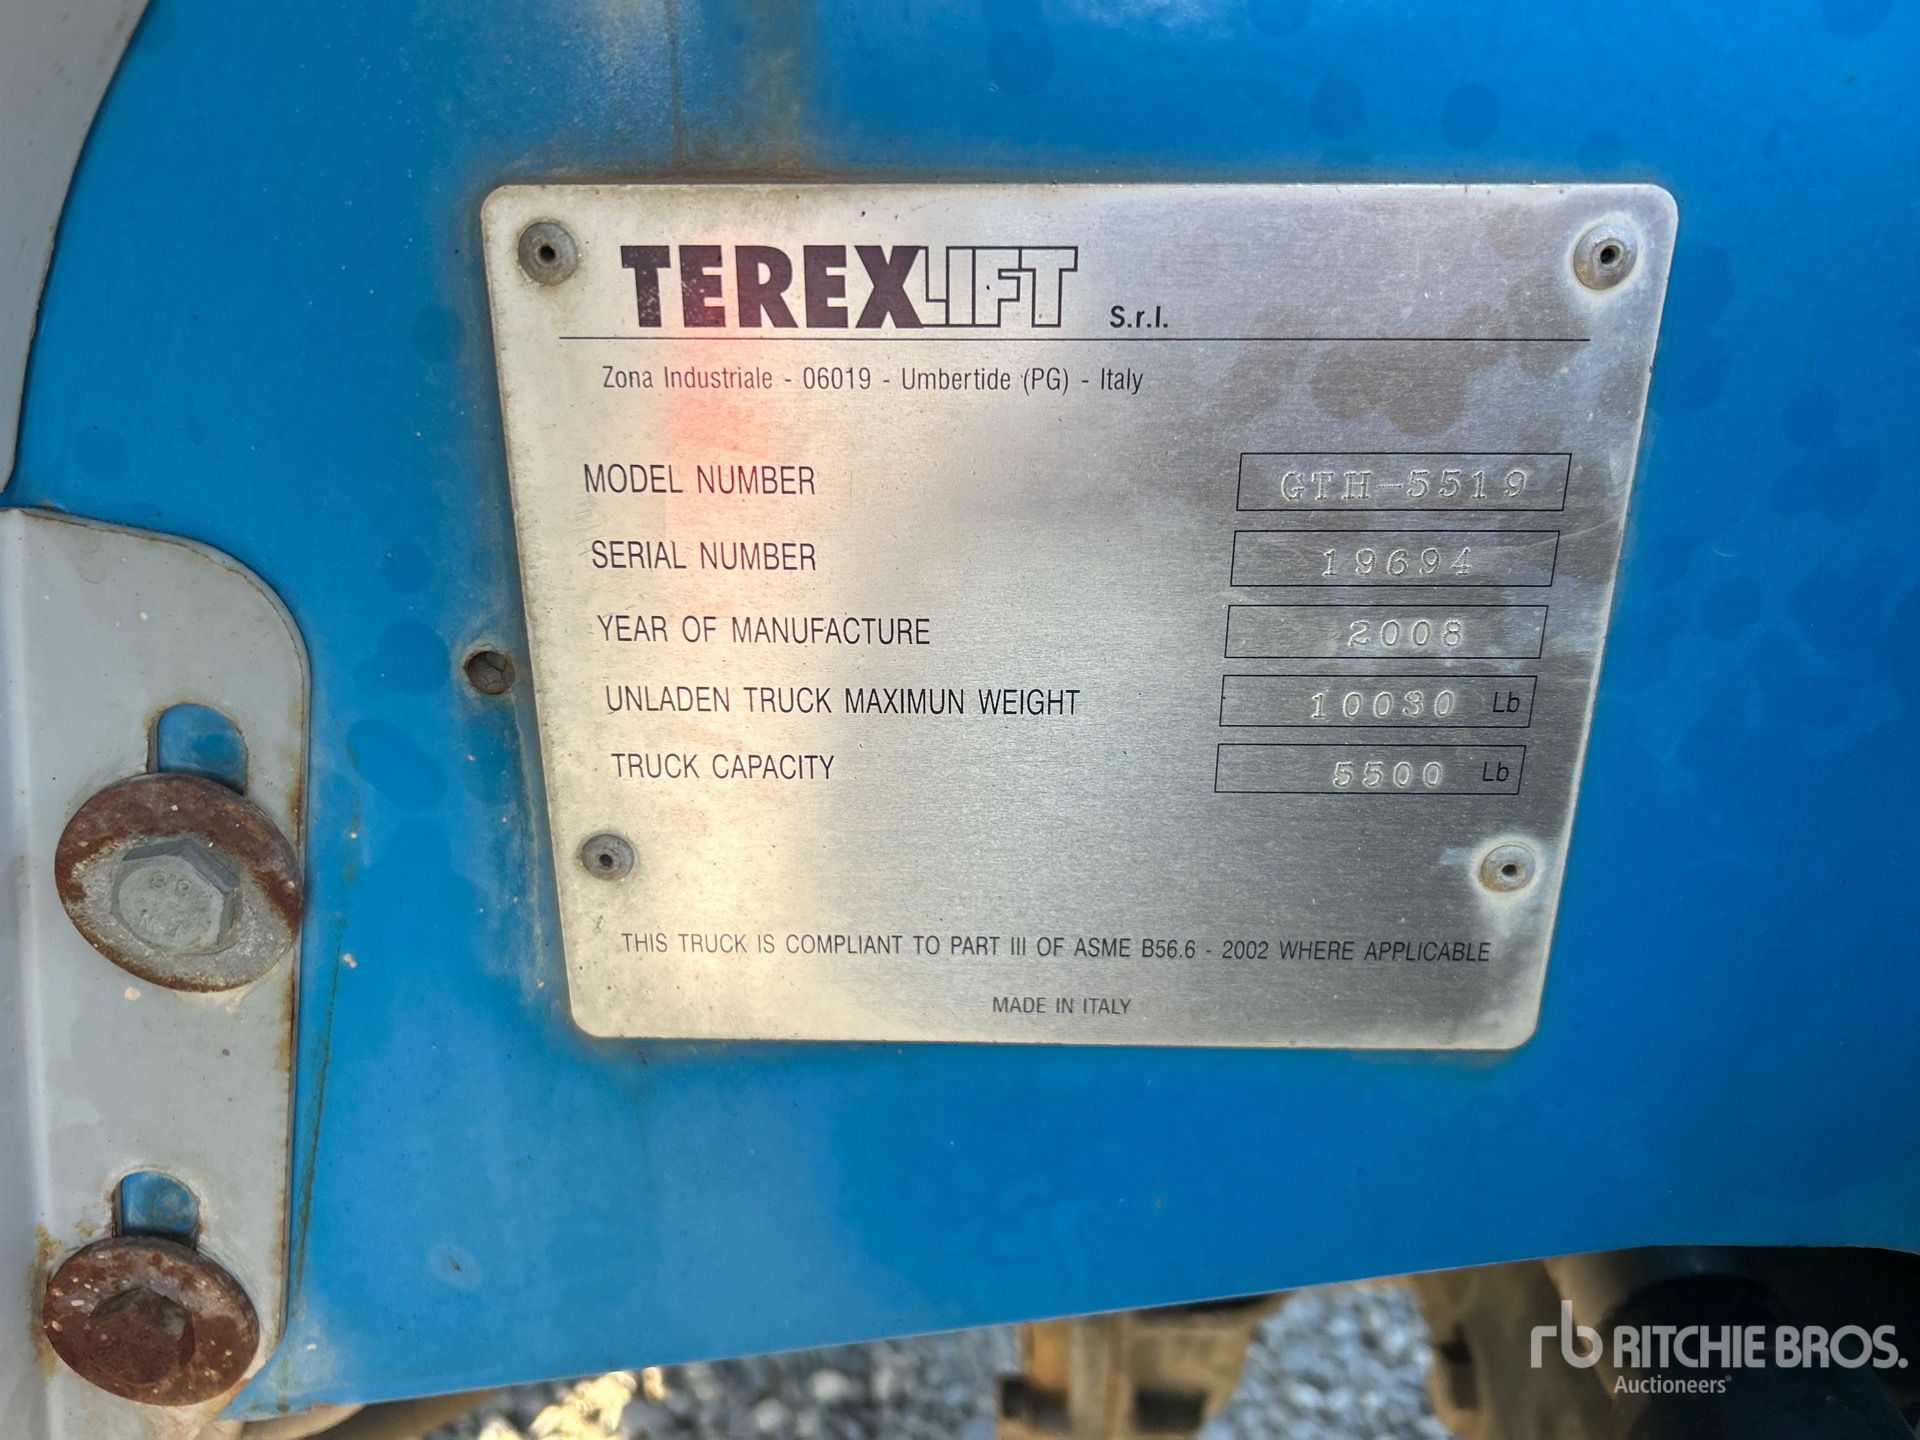 TEREXLIFT S.r.l.
Zona Industriale - 06019 - Umbertide (PG) - Italy
MODEL NUMBER GTH-5519
SERIAL NUMBER 19694
YEAR OF MANUFACTURE 2008
UNLADEN TRUCK MAXIMUN WEIGHT 10030 Lb
TRUCK CAPACITY 5500 Lb
THIS TRUCK IS COMPLIANT TO PART III OF ASME B56.6 - 2002 WHERE APPLICABLE
MADE IN ITALY
rb RITCHIE BROS.
Auctioneers